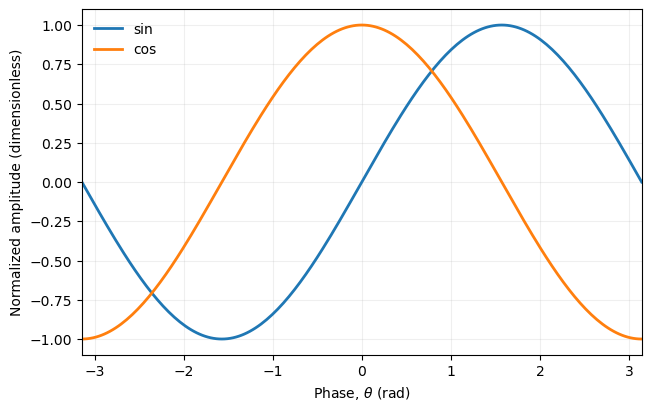 sin
cos
1.00
0.75
0.50
0.25
0.00
−0.25
−0.50
−0.75
−1.00
Normalized amplitude (dimensionless)
−3 −2 −1 0 1 2 3
Phase, θ (rad)